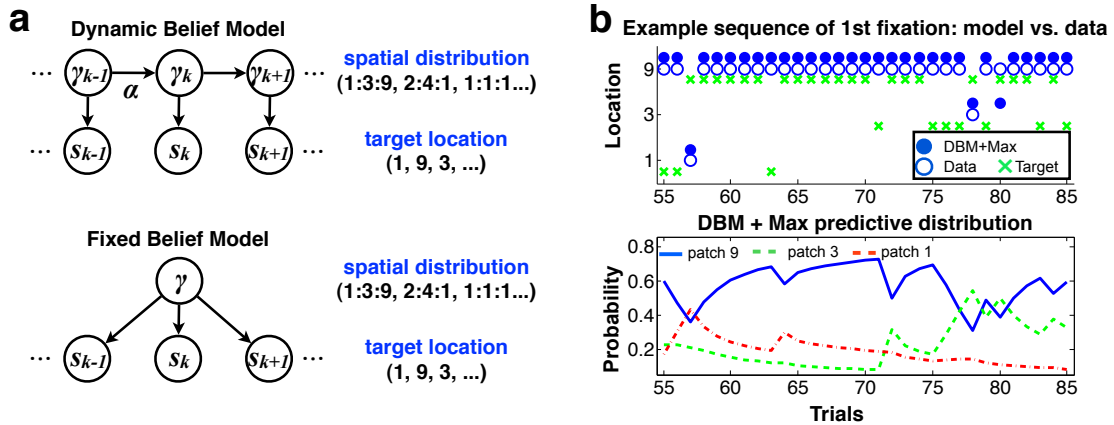 a
Dynamic Belief Model
... γk-1 γk γk+1 ...
α
spatial distribution
(1:3:9, 2:4:1, 1:1:1...)
... sk-1 sk sk+1 ...
target location
(1, 9, 3, ...)
Fixed Belief Model
γ
spatial distribution
(1:3:9, 2:4:1, 1:1:1...)
... sk-1 sk sk+1 ...
target location
(1, 9, 3, ...)
b
Example sequence of 1st fixation: model vs. data
Location
9
3
1
DBM+Max
Data Target
55 60 65 70 75 80 85
DBM + Max predictive distribution
Probability
0.8
0.6
0.4
0.2
patch 9 patch 3 patch 1
55 60 65 70 75 80 85
Trials